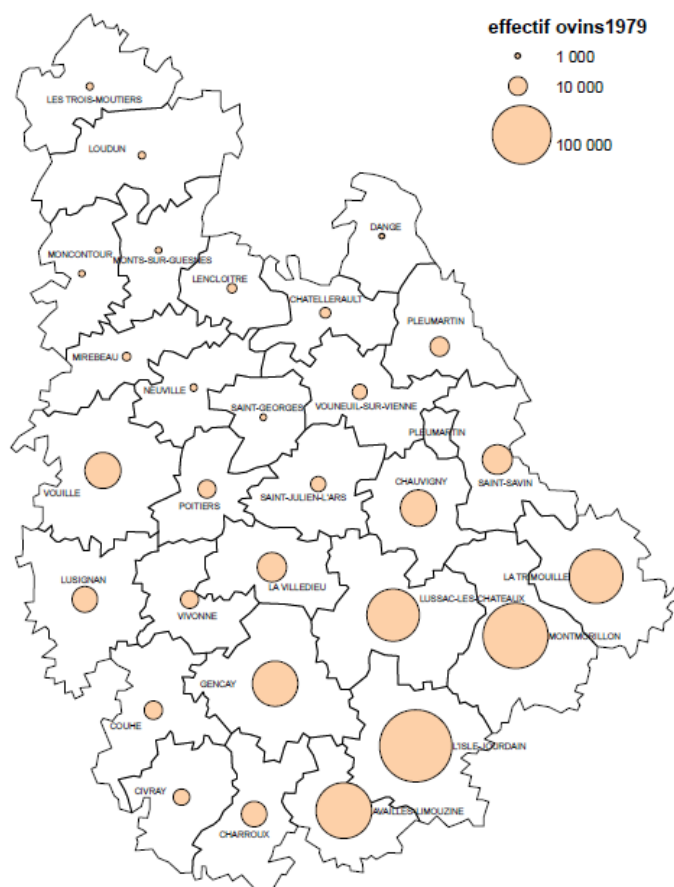 effectif ovins1979
1 000
10 000
100 000
LES TROIS-MOUTIERS
LOUDUN
DANGE
MONCONTOUR
MONTS-SUR-GUESNES
LENCLOITRE
CHATELLERAULT
PLEUMARTIN
MIREBEAU
NEUVILLE
SAINT-GEORGES
VOUNEUIL-SUR-VIENNE
PLEUMARTIN
VOUILLE
POITIERS
SAINT-JULIEN-L'ARS
CHAUVIGNY
SAINT-SAVIN
LUSIGNAN
VIVONNE
LA VILLEDIEU
LUSSAC-LES-CHATEAUX
LA TRIMOUILLE
MONTMORILLON
GENCAY
COUHE
L'ISLE-JOURDAIN
CIVRAY
CHARROUX
AVAILLES-LIMOUZINE